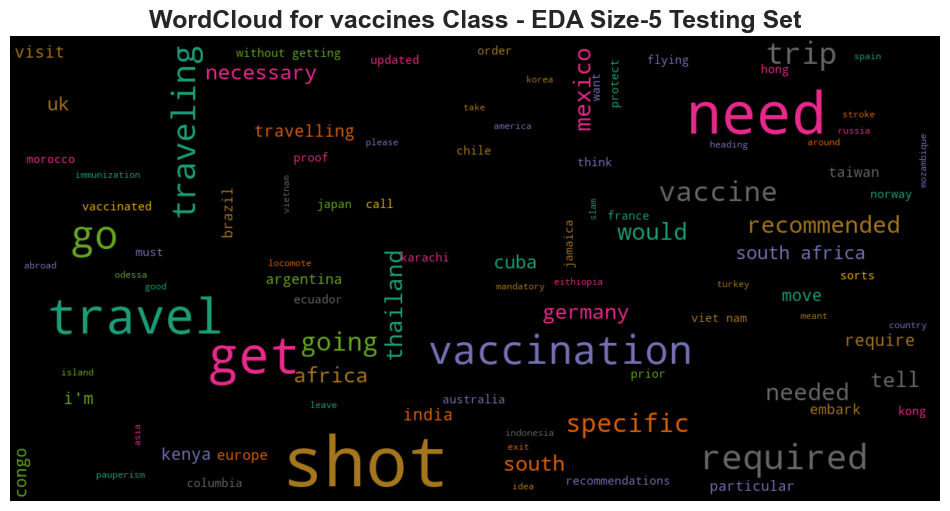 WordCloud for vaccines Class - EDA Size-5 Testing Set
visit
without getting
updated
order
flying
trip
spain
necessary
traveling
mexico
want
protect
hong
korea
uk
take
need
stroke
travelling
please
america
russia
around
heading
morocco
proof
chile
think
mozambique
immunization
vietnam
taiwan
vaccine
norway
vaccinated
brazil
japan
call
slam
france
recommended
go
must
jamaica
would
south africa
abroad
odessa
good
locomote
karachi
cuba
sorts
argentina
thailand
mandatory
eithiopia
turkey
ecuador
move
travel
germany
viet nam
meant
country
get
going
vaccination
require
island
africa
prior
tell
i'm
australia
needed
leave
india
embark
kong
specific
asia
shot
indonesia
exit
congo
kenya
europe
south
required
pauperism
columbia
idea
recommendations
particular